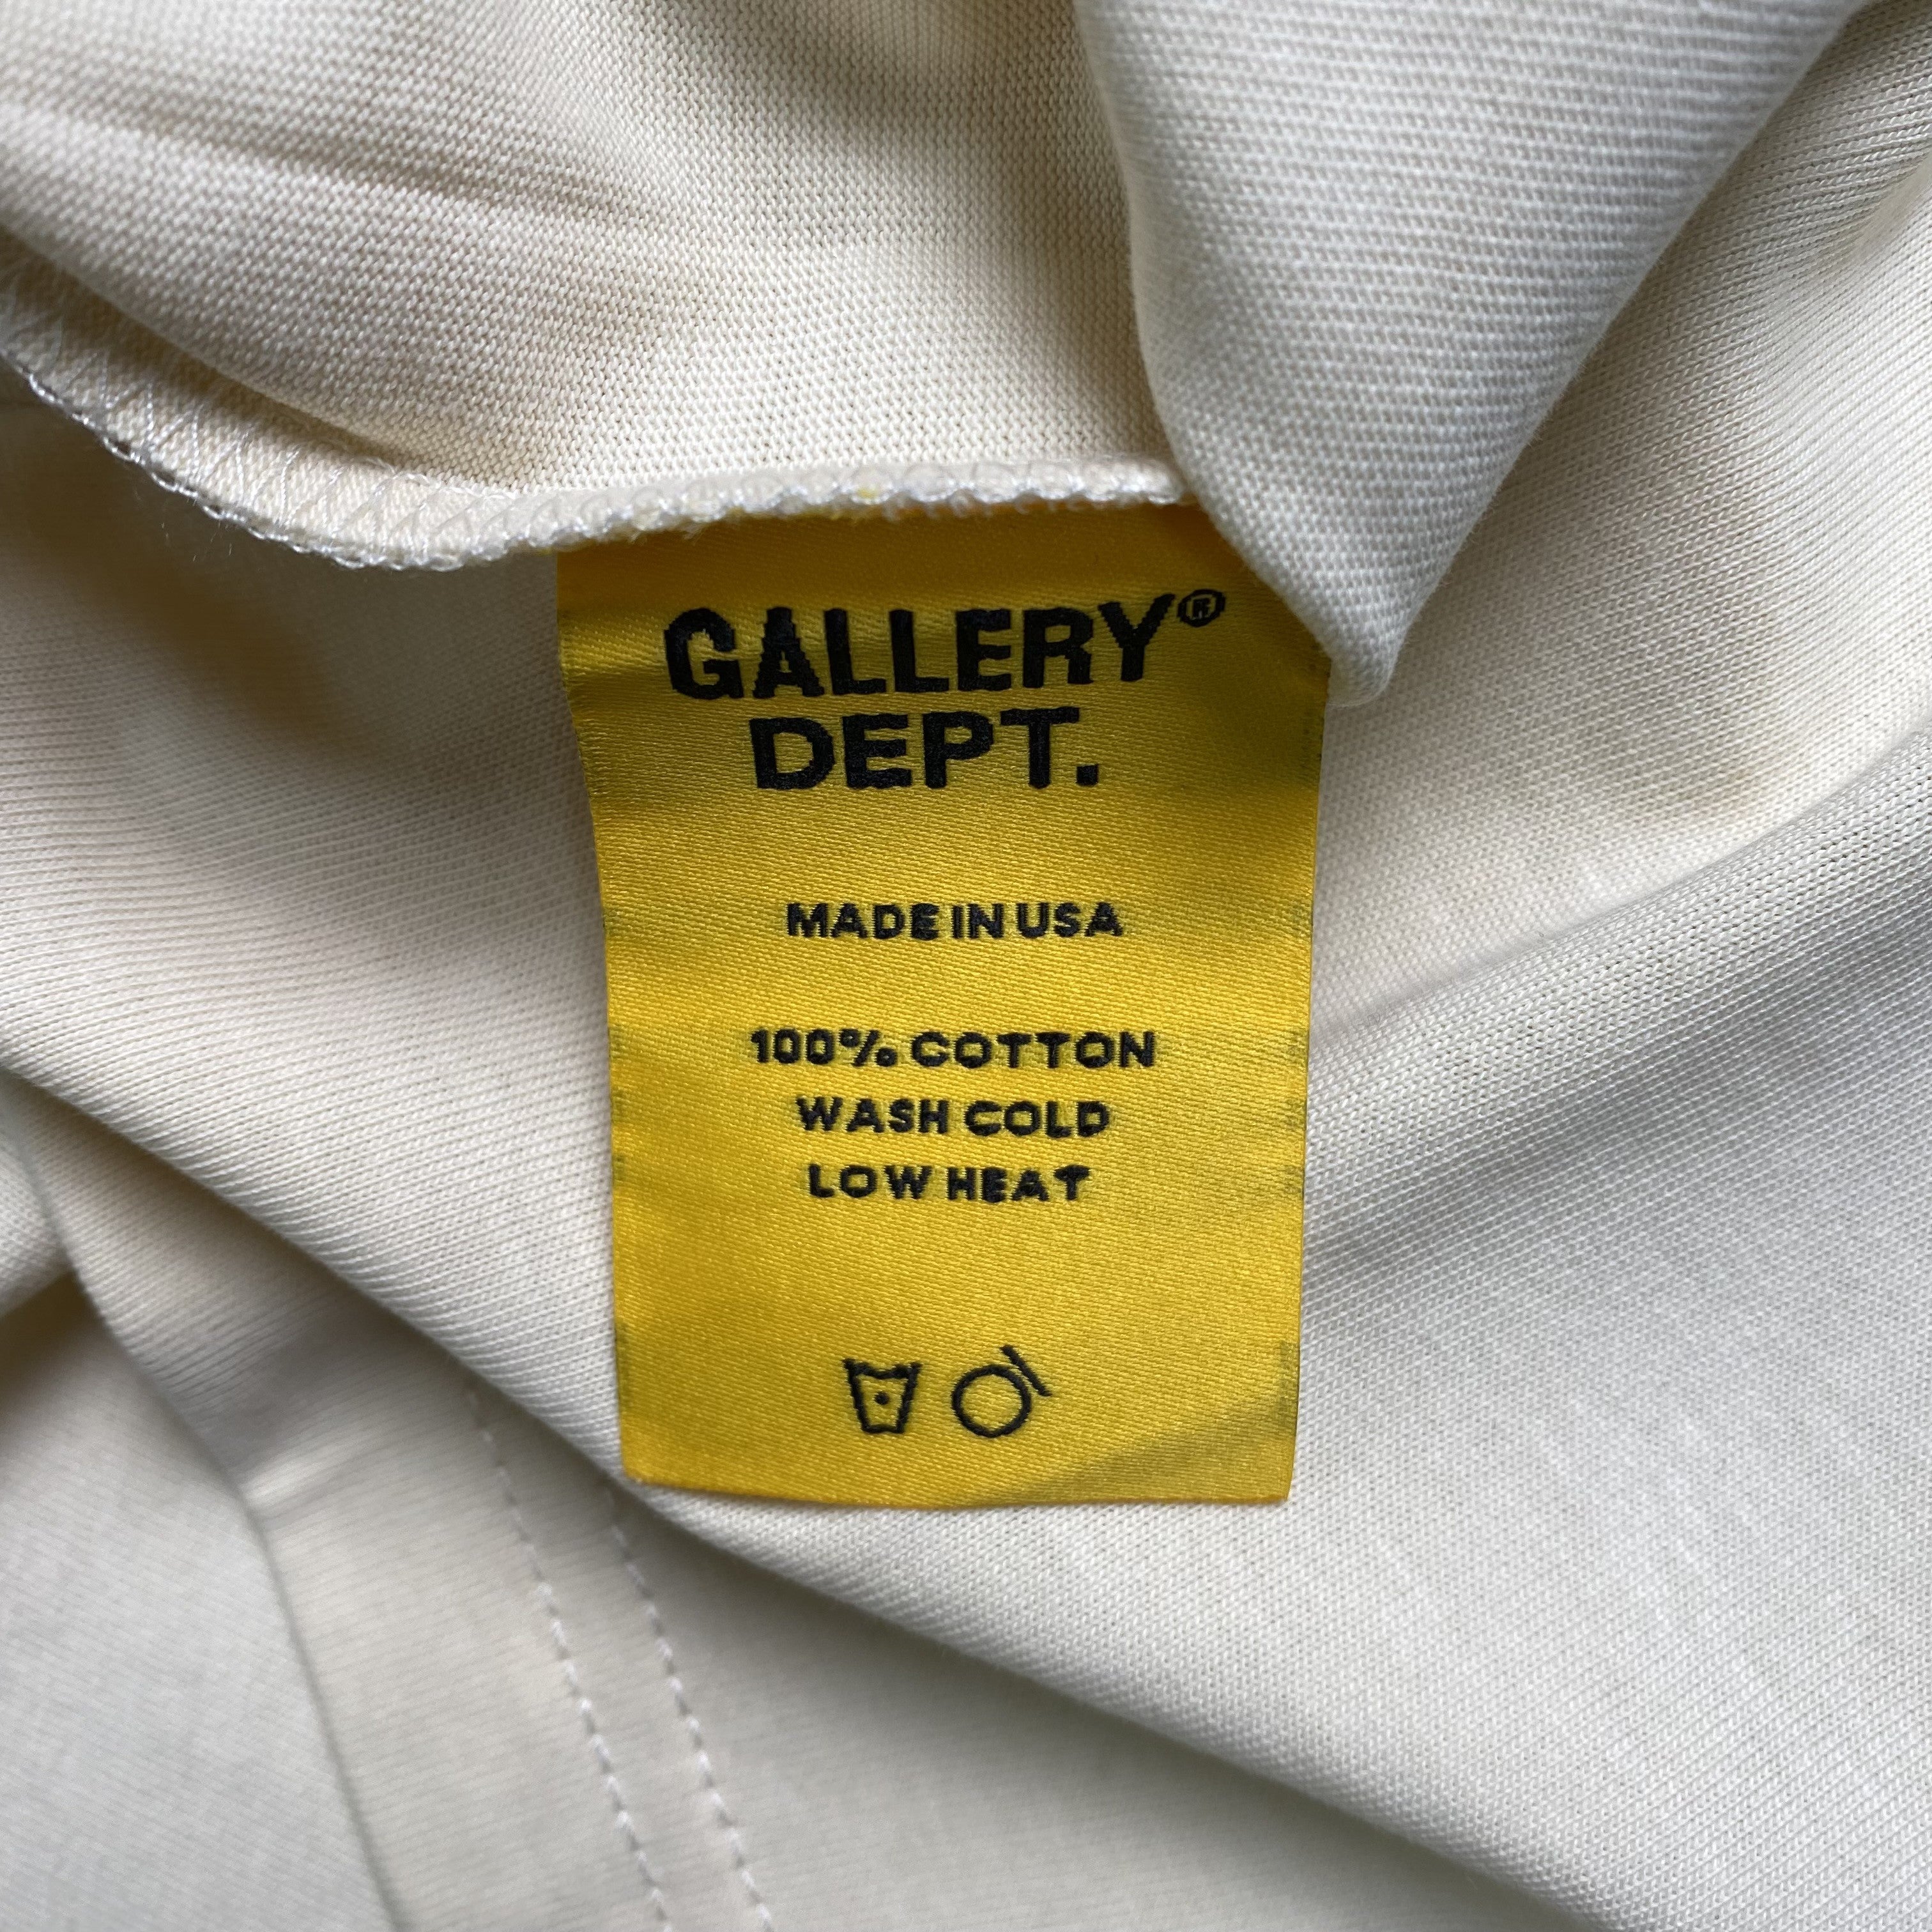 GALLERY®
DEPT.
MADE IN USA
100% COTTON
WASH COLD
LOW HEAT